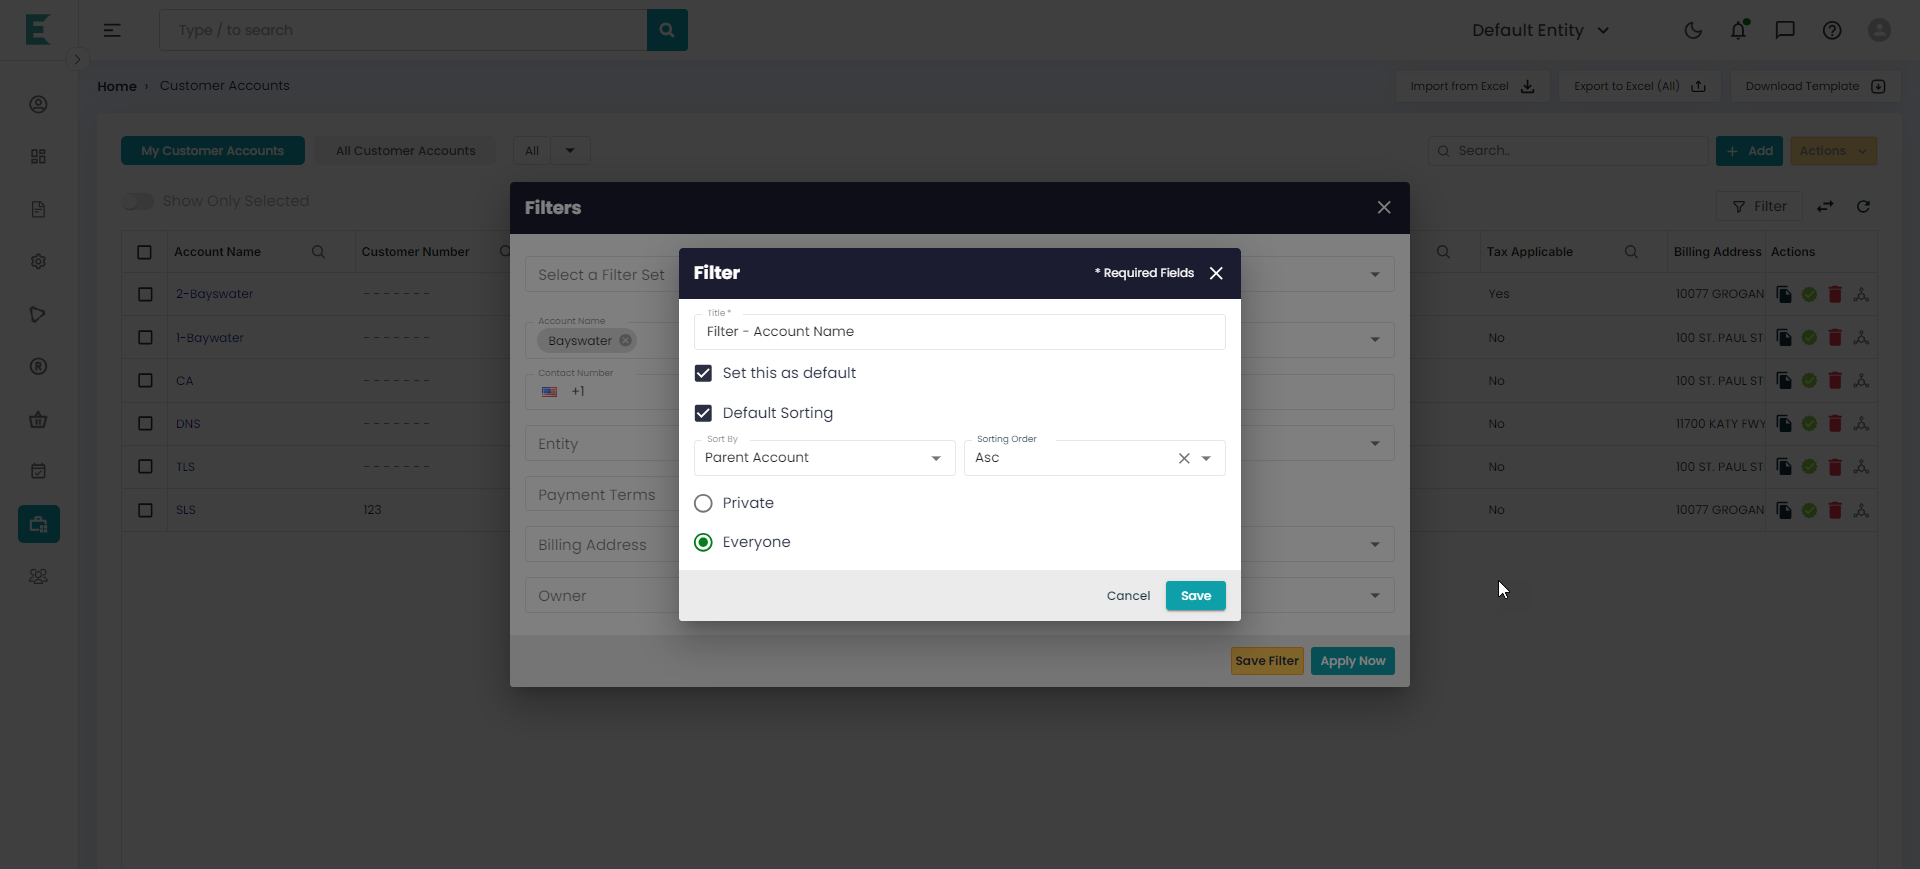 Type / to search
Default Entity
Home › Customer Accounts
Import from Excel
Export to Excel (All)
Download Template
My Customer Accounts
All Customer Accounts
All
Search..
+ Add
Actions
Show Only Selected
Filter
Account Name
Customer Number
Tax Applicable
Billing Address
Actions
2-Bayswater
- - - - - - -
Yes
10077 GROGAN
1-Baywater
- - - - - - -
No
100 ST. PAUL ST
CA
- - - - - - -
No
100 ST. PAUL ST
DNS
- - - - - - -
No
11700 KATY FWY
TLS
- - - - - - -
No
100 ST. PAUL ST
SLS
123
No
10077 GROGAN
Filters
Select a Filter Set
Account Name
Bayswater
Contact Number
+1
Entity
Payment Terms
Billing Address
Owner
Save Filter
Apply Now
Filter
* Required Fields
Title *
Filter - Account Name
Set this as default
Default Sorting
Sort By
Parent Account
Sorting Order
Asc
Private
Everyone
Cancel
Save